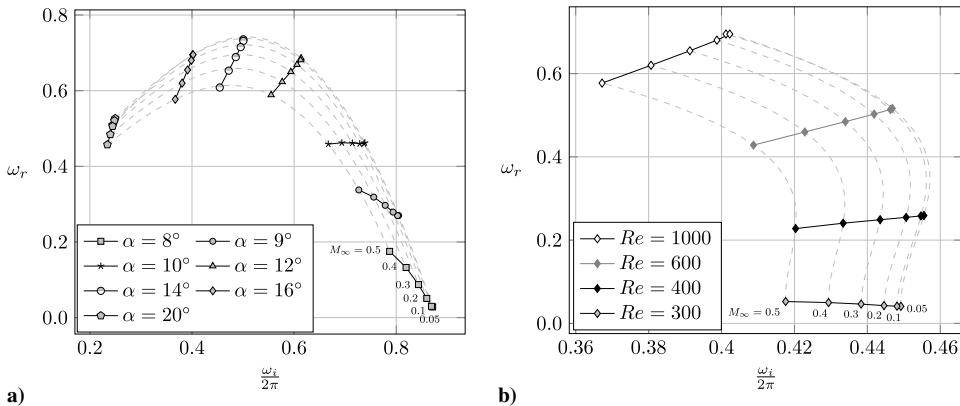 a)
0.8
0.6
0.4
0.2
0.0
ω_r
0.2 0.4 0.6 0.8
ω_i
2π
α = 8° α = 9°
α = 10° α = 12°
α = 14° α = 16°
α = 20°
M∞ = 0.5
0.4
0.3
0.2
0.1
0.05
b)
0.6
0.4
0.2
0.0
ω_r
0.36 0.38 0.4 0.42 0.44 0.46
ω_i
2π
Re = 1000
Re = 600
Re = 400
Re = 300
M∞ = 0.5
0.4
0.3
0.2
0.1
0.05